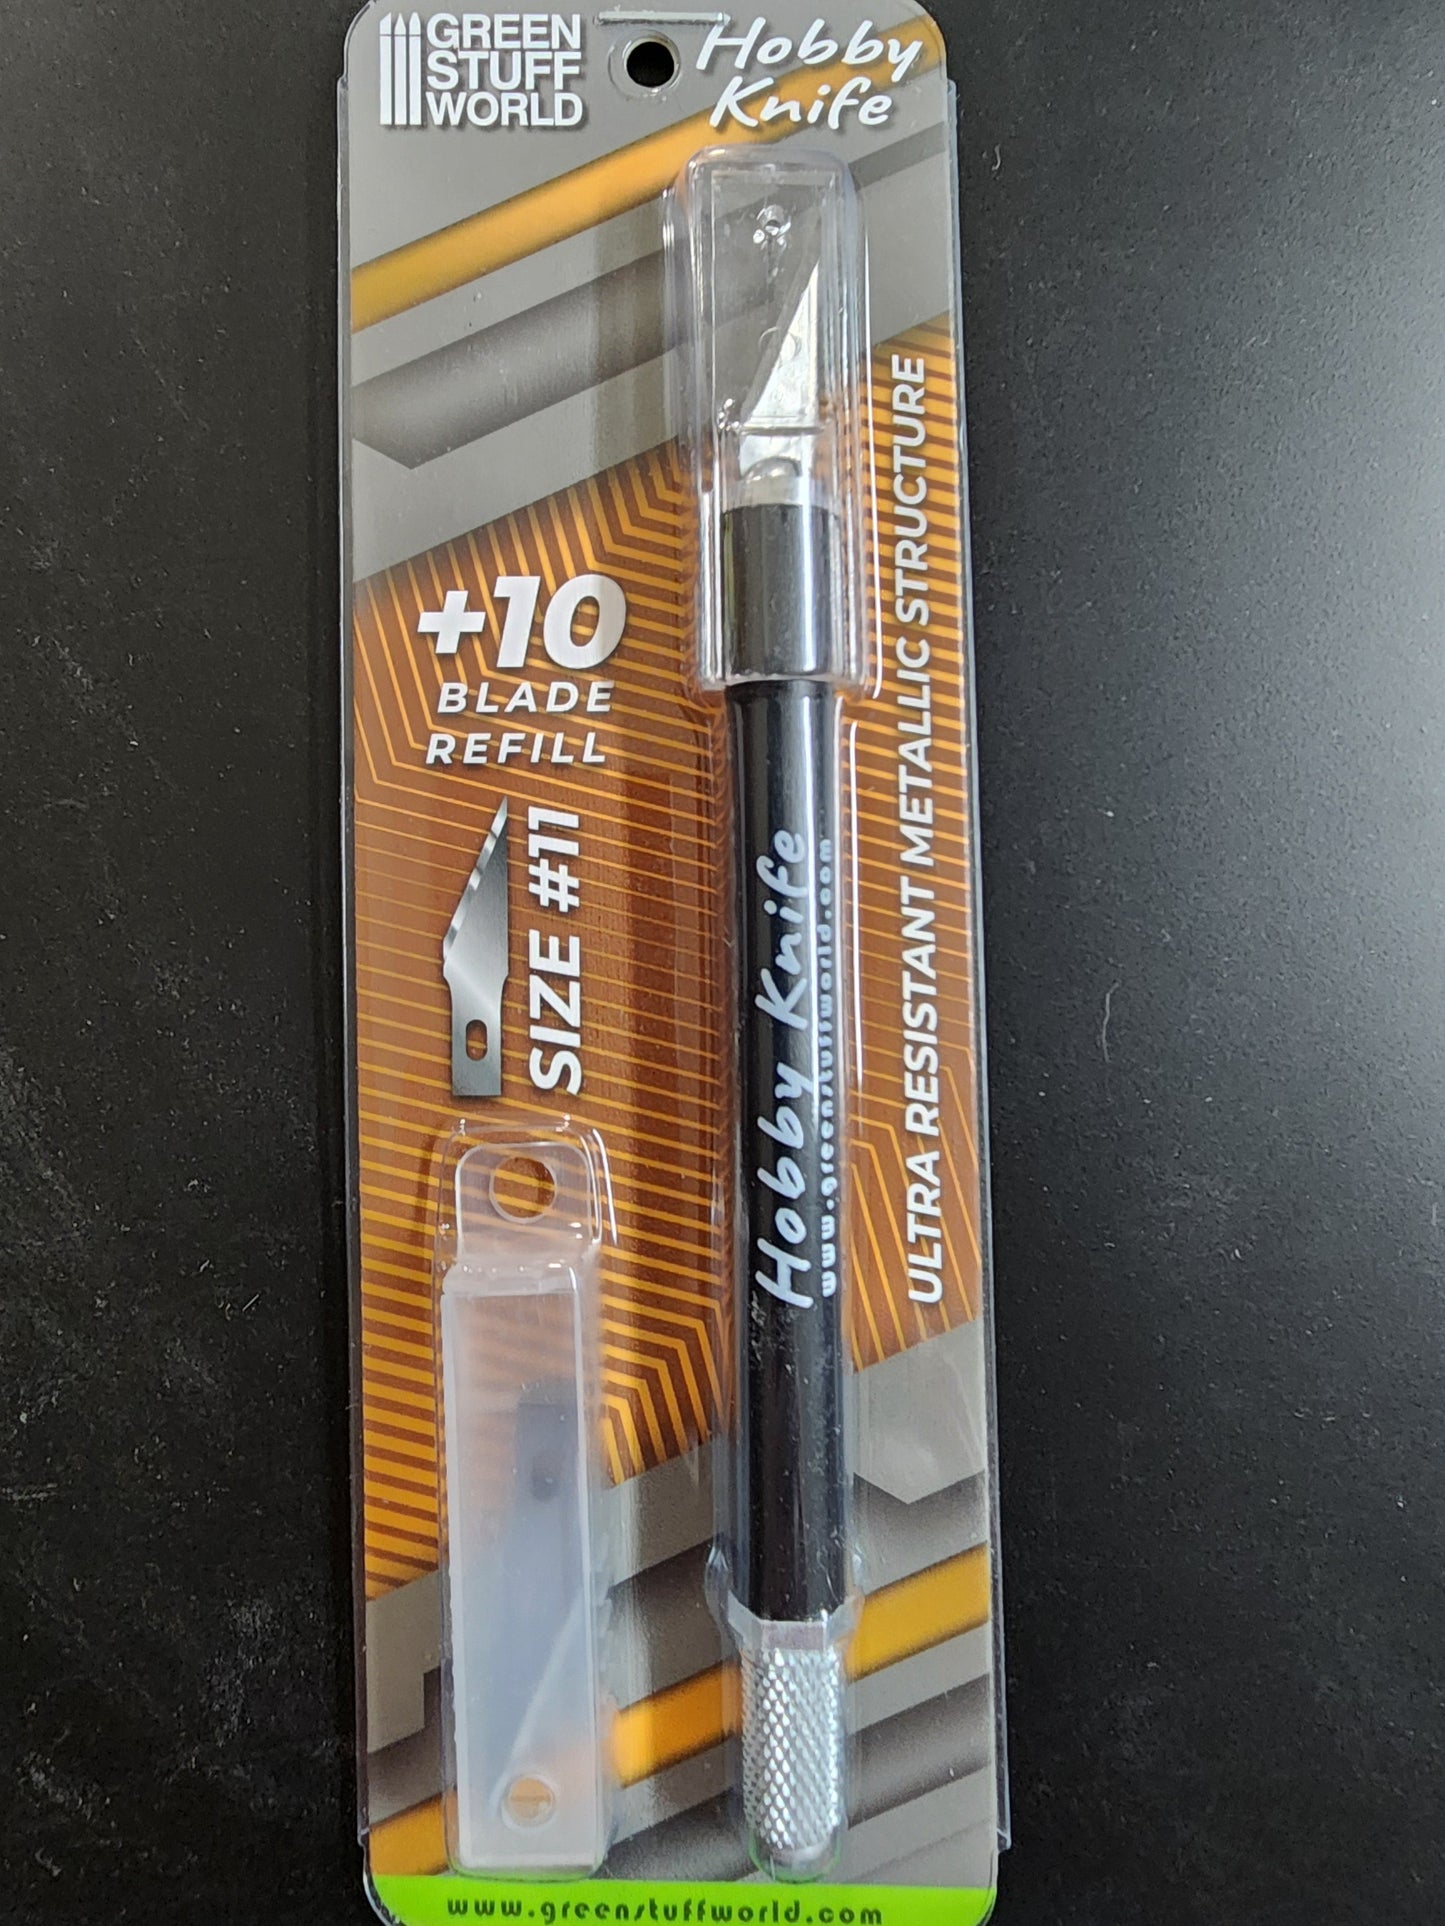 GREEN
STUFF
WORLD
Hobby
Knife
+10
BLADE
REFILL
SIZE #11
Hobby Knife
www.greenstuffworld.com
ULTRA RESISTANT METALLIC STRUCTURE
www.greenstuffworld.com